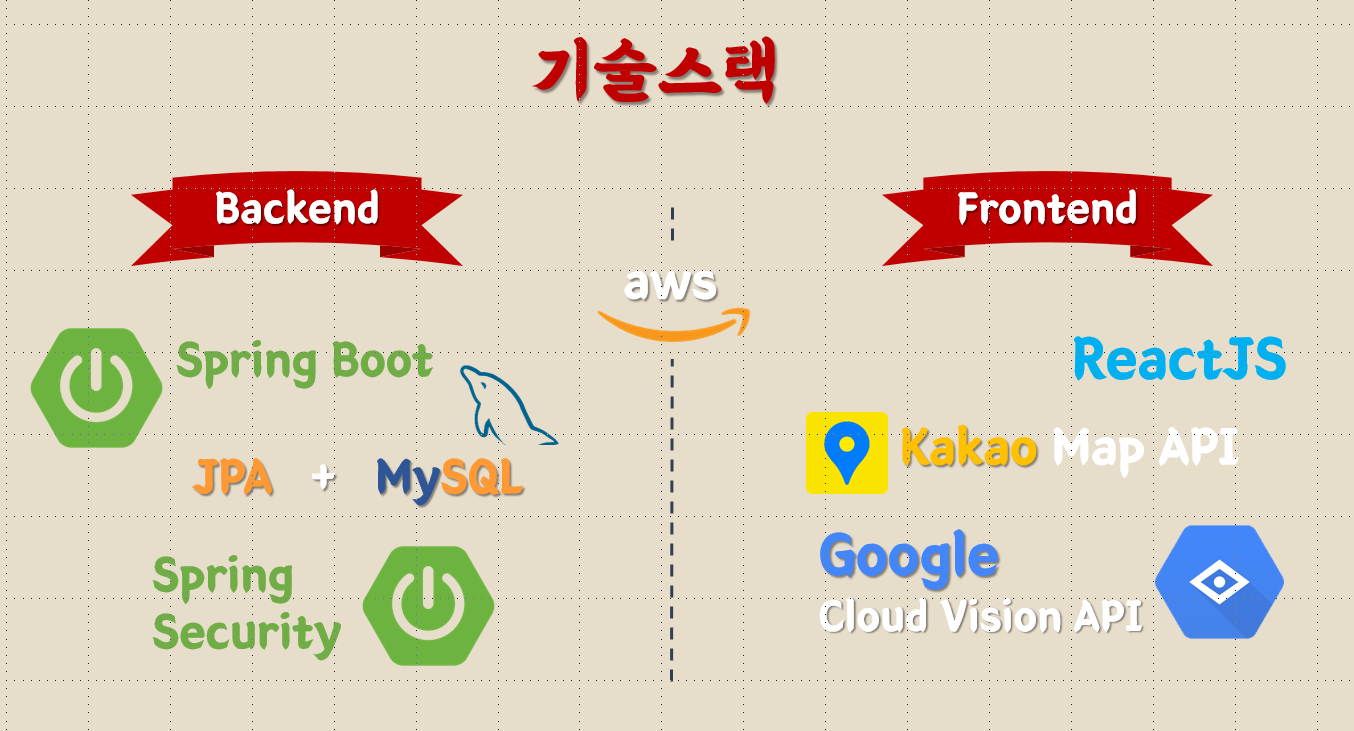 기술스택
Backend
Spring Boot
JPA + MySQL
Spring
Security
aws
Frontend
ReactJS
Kakao Map API
Google
Cloud Vision API